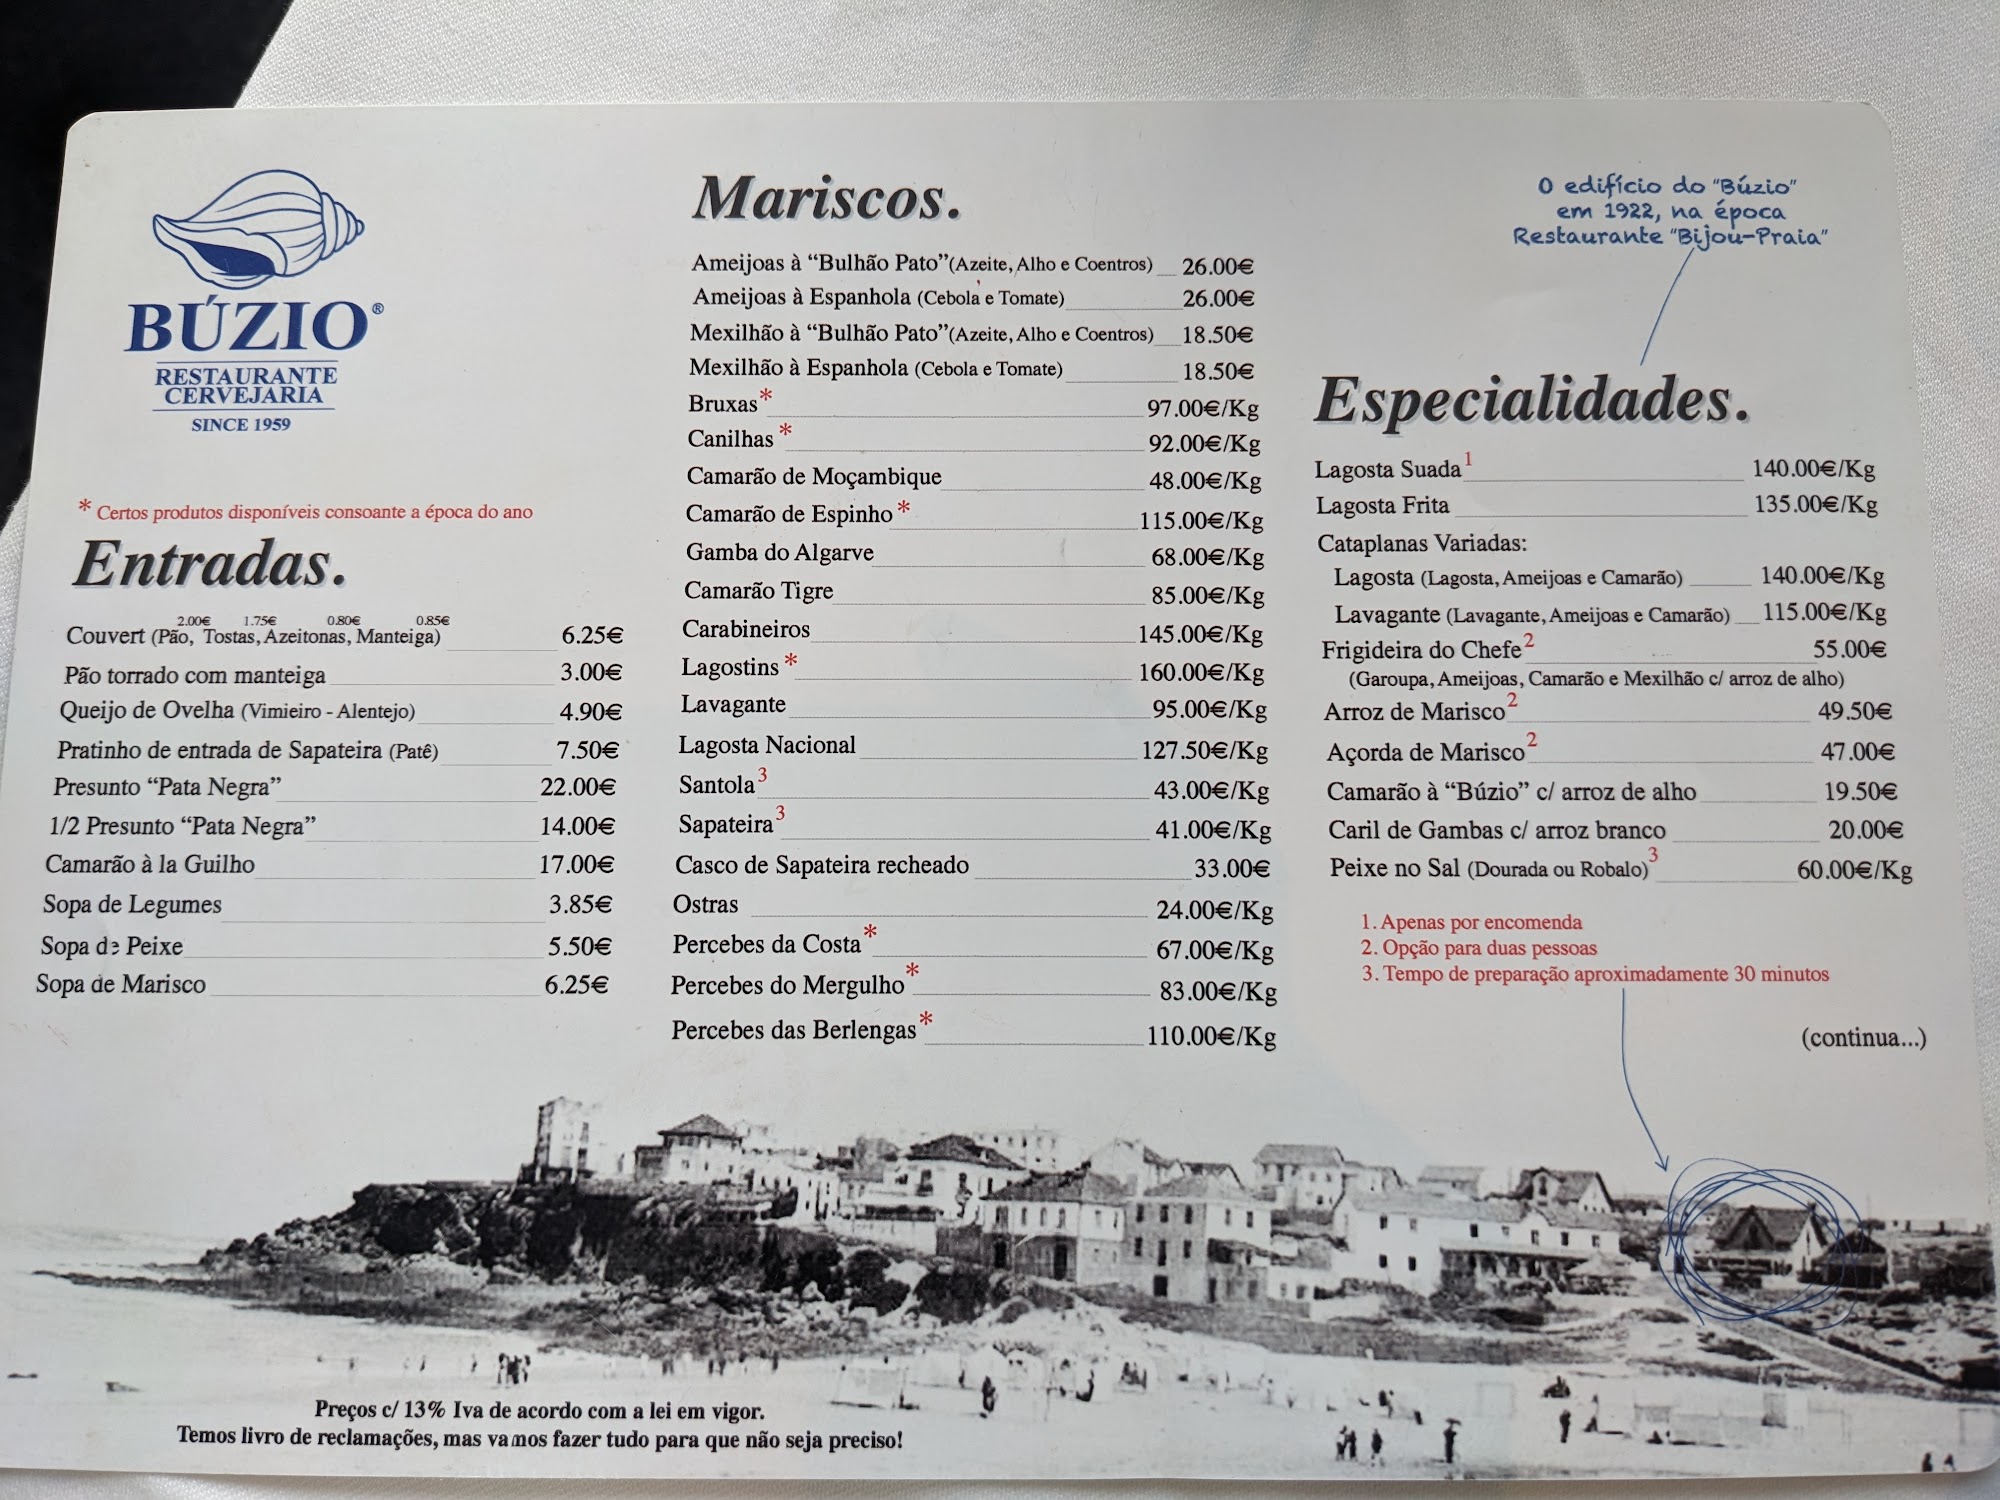 BÚZIO®
RESTAURANTE
CERVEJARIA
SINCE 1959
* Certos produtos disponíveis consoante a época do ano
Entradas.
2.00€ 1.75€ 0.80€ 0.85€
Couvert (Pão, Tostas, Azeitonas, Manteiga) 6.25€
Pão torrado com manteiga 3.00€
Queijo de Ovelha (Vimieiro - Alentejo) 4.90€
Pratinho de entrada de Sapateira (Patê) 7.50€
Presunto “Pata Negra” 22.00€
1/2 Presunto “Pata Negra” 14.00€
Camarão à la Guilho 17.00€
Sopa de Legumes 3.85€
Sopa de Peixe 5.50€
Sopa de Marisco 6.25€
Mariscos.
Ameijoas à “Bulhão Pato”(Azeite, Alho e Coentros) 26.00€
Ameijoas à Espanhola (Cebola e Tomate) 26.00€
Mexilhão à “Bulhão Pato”(Azeite, Alho e Coentros) 18.50€
Mexilhão à Espanhola (Cebola e Tomate) 18.50€
Bruxas* 97.00€/Kg
Canilhas * 92.00€/Kg
Camarão de Moçambique 48.00€/Kg
Camarão de Espinho* 115.00€/Kg
Gamba do Algarve 68.00€/Kg
Camarão Tigre 85.00€/Kg
Carabineiros 145.00€/Kg
Lagostins * 160.00€/Kg
Lavagante 95.00€/Kg
Lagosta Nacional 127.50€/Kg
Santola3 43.00€/Kg
Sapateira3 41.00€/Kg
Casco de Sapateira recheado 33.00€
Ostras 24.00€/Kg
Percebes da Costa* 67.00€/Kg
Percebes do Mergulho* 83.00€/Kg
Percebes das Berlengas* 110.00€/Kg
O edifício do "Búzio"
em 1922, na época
Restaurante "Bijou-Praia"
Especialidades.
Lagosta Suada1 140.00€/Kg
Lagosta Frita 135.00€/Kg
Cataplanas Variadas:
Lagosta (Lagosta, Ameijoas e Camarão) 140.00€/Kg
Lavagante (Lavagante, Ameijoas e Camarão) 115.00€/Kg
Frigideira do Chefe2 55.00€
(Garoupa, Ameijoas, Camarão e Mexilhão c/ arroz de alho)
Arroz de Marisco2 49.50€
Açorda de Marisco2 47.00€
Camarão à “Búzio” c/ arroz de alho 19.50€
Caril de Gambas c/ arroz branco 20.00€
Peixe no Sal (Dourada ou Robalo)3 60.00€/Kg
1. Apenas por encomenda
2. Opção para duas pessoas
3. Tempo de preparação aproximadamente 30 minutos
(continua...)
Preços c/ 13% Iva de acordo com a lei em vigor.
Temos livro de reclamações, mas vamos fazer tudo para que não seja preciso!